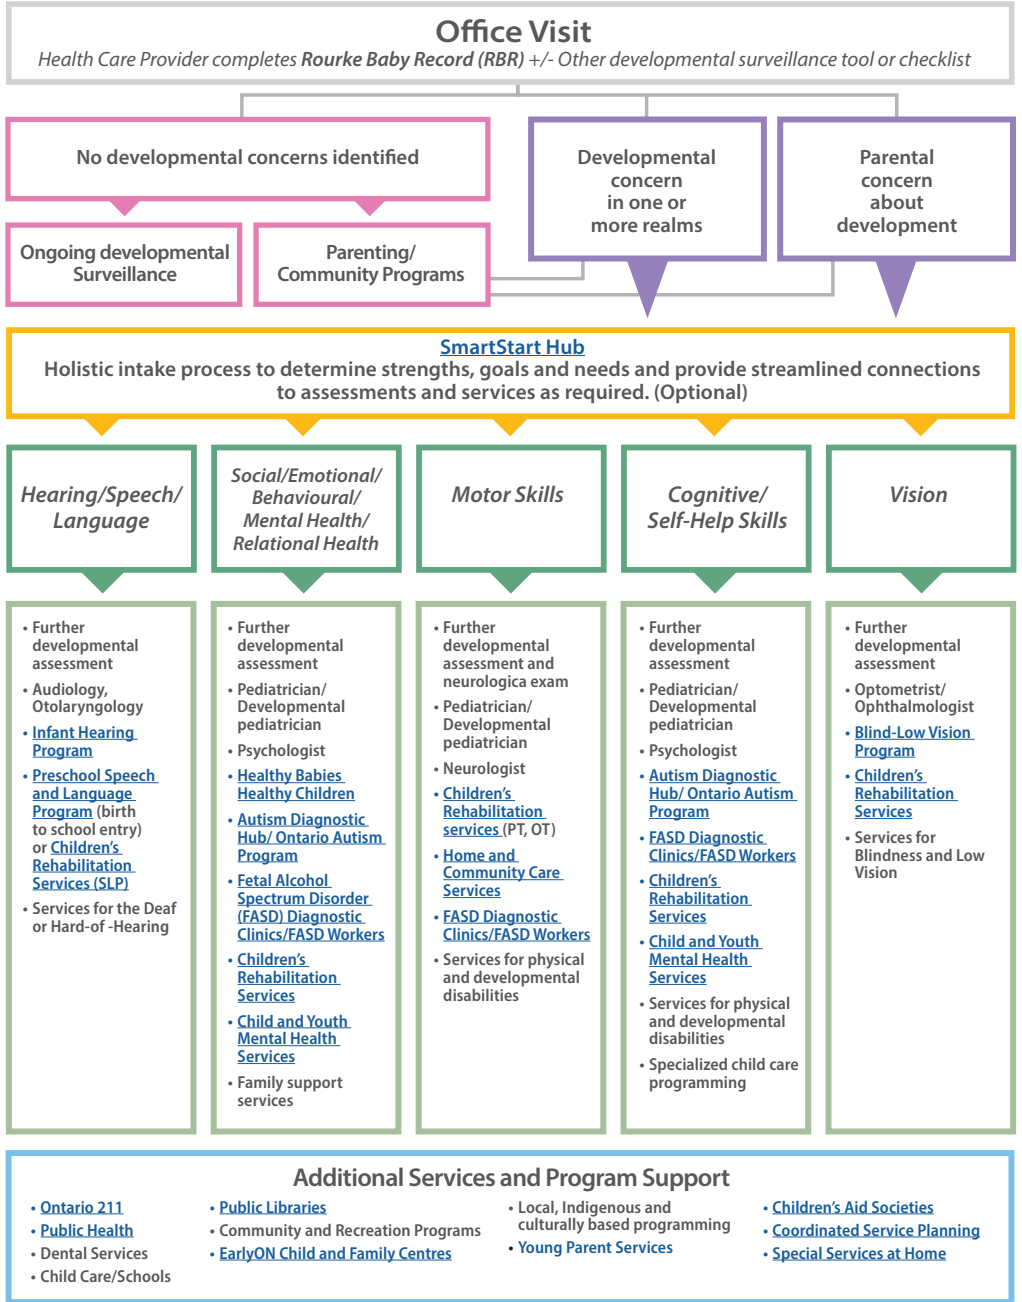 Office Visit
Health Care Provider completes Rourke Baby Record (RBR) +/- Other developmental surveillance tool or checklist
No developmental concerns identified
Developmental
concern
in one or
more realms
Parental
concern
about
development
Ongoing developmental
Surveillance
Parenting/
Community Programs
SmartStart Hub
Holistic intake process to determine strengths, goals and needs and provide streamlined connections
to assessments and services as required. (Optional)
Hearing/Speech/
Language
Social/Emotional/
Behavioural/
Mental Health/
Relational Health
Motor Skills
Cognitive/
Self-Help Skills
Vision
• Further
developmental
assessment
• Audiology,
Otolaryngology
• Infant Hearing
Program
• Preschool Speech
and Language
Program (birth
to school entry)
or Children's
Rehabilitation
Services (SLP)
• Services for the Deaf
or Hard-of -Hearing
• Further
developmental
assessment
• Pediatrician/
Developmental
pediatrician
• Psychologist
• Healthy Babies
Healthy Children
• Autism Diagnostic
Hub/ Ontario Autism
Program
• Fetal Alcohol
Spectrum Disorder
(FASD) Diagnostic
Clinics/FASD Workers
• Children's
Rehabilitation
Services
• Child and Youth
Mental Health
Services
• Family support
services
• Further
developmental
assessment and
neurologica exam
• Pediatrician/
Developmental
pediatrician
• Neurologist
• Children's
Rehabilitation
services (PT, OT)
• Home and
Community Care
Services
• FASD Diagnostic
Clinics/FASD Workers
• Services for physical
and developmental
disabilities
• Further
developmental
assessment
• Pediatrician/
Developmental
pediatrician
• Psychologist
• Autism Diagnostic
Hub/ Ontario Autism
Program
• FASD Diagnostic
Clinics/FASD Workers
• Children's
Rehabilitation
Services
• Child and Youth
Mental Health
Services
• Services for physical
and developmental
disabilities
• Specialized child care
programming
• Further
developmental
assessment
• Optometrist/
Ophthalmologist
• Blind-Low Vision
Program
• Children's
Rehabilitation
Services
• Services for
Blindness and Low
Vision
Additional Services and Program Support
• Ontario 211
• Public Health
• Dental Services
• Child Care/Schools
• Public Libraries
• Community and Recreation Programs
• EarlyON Child and Family Centres
• Local, Indigenous and
culturally based programming
• Young Parent Services
• Children's Aid Societies
• Coordinated Service Planning
• Special Services at Home